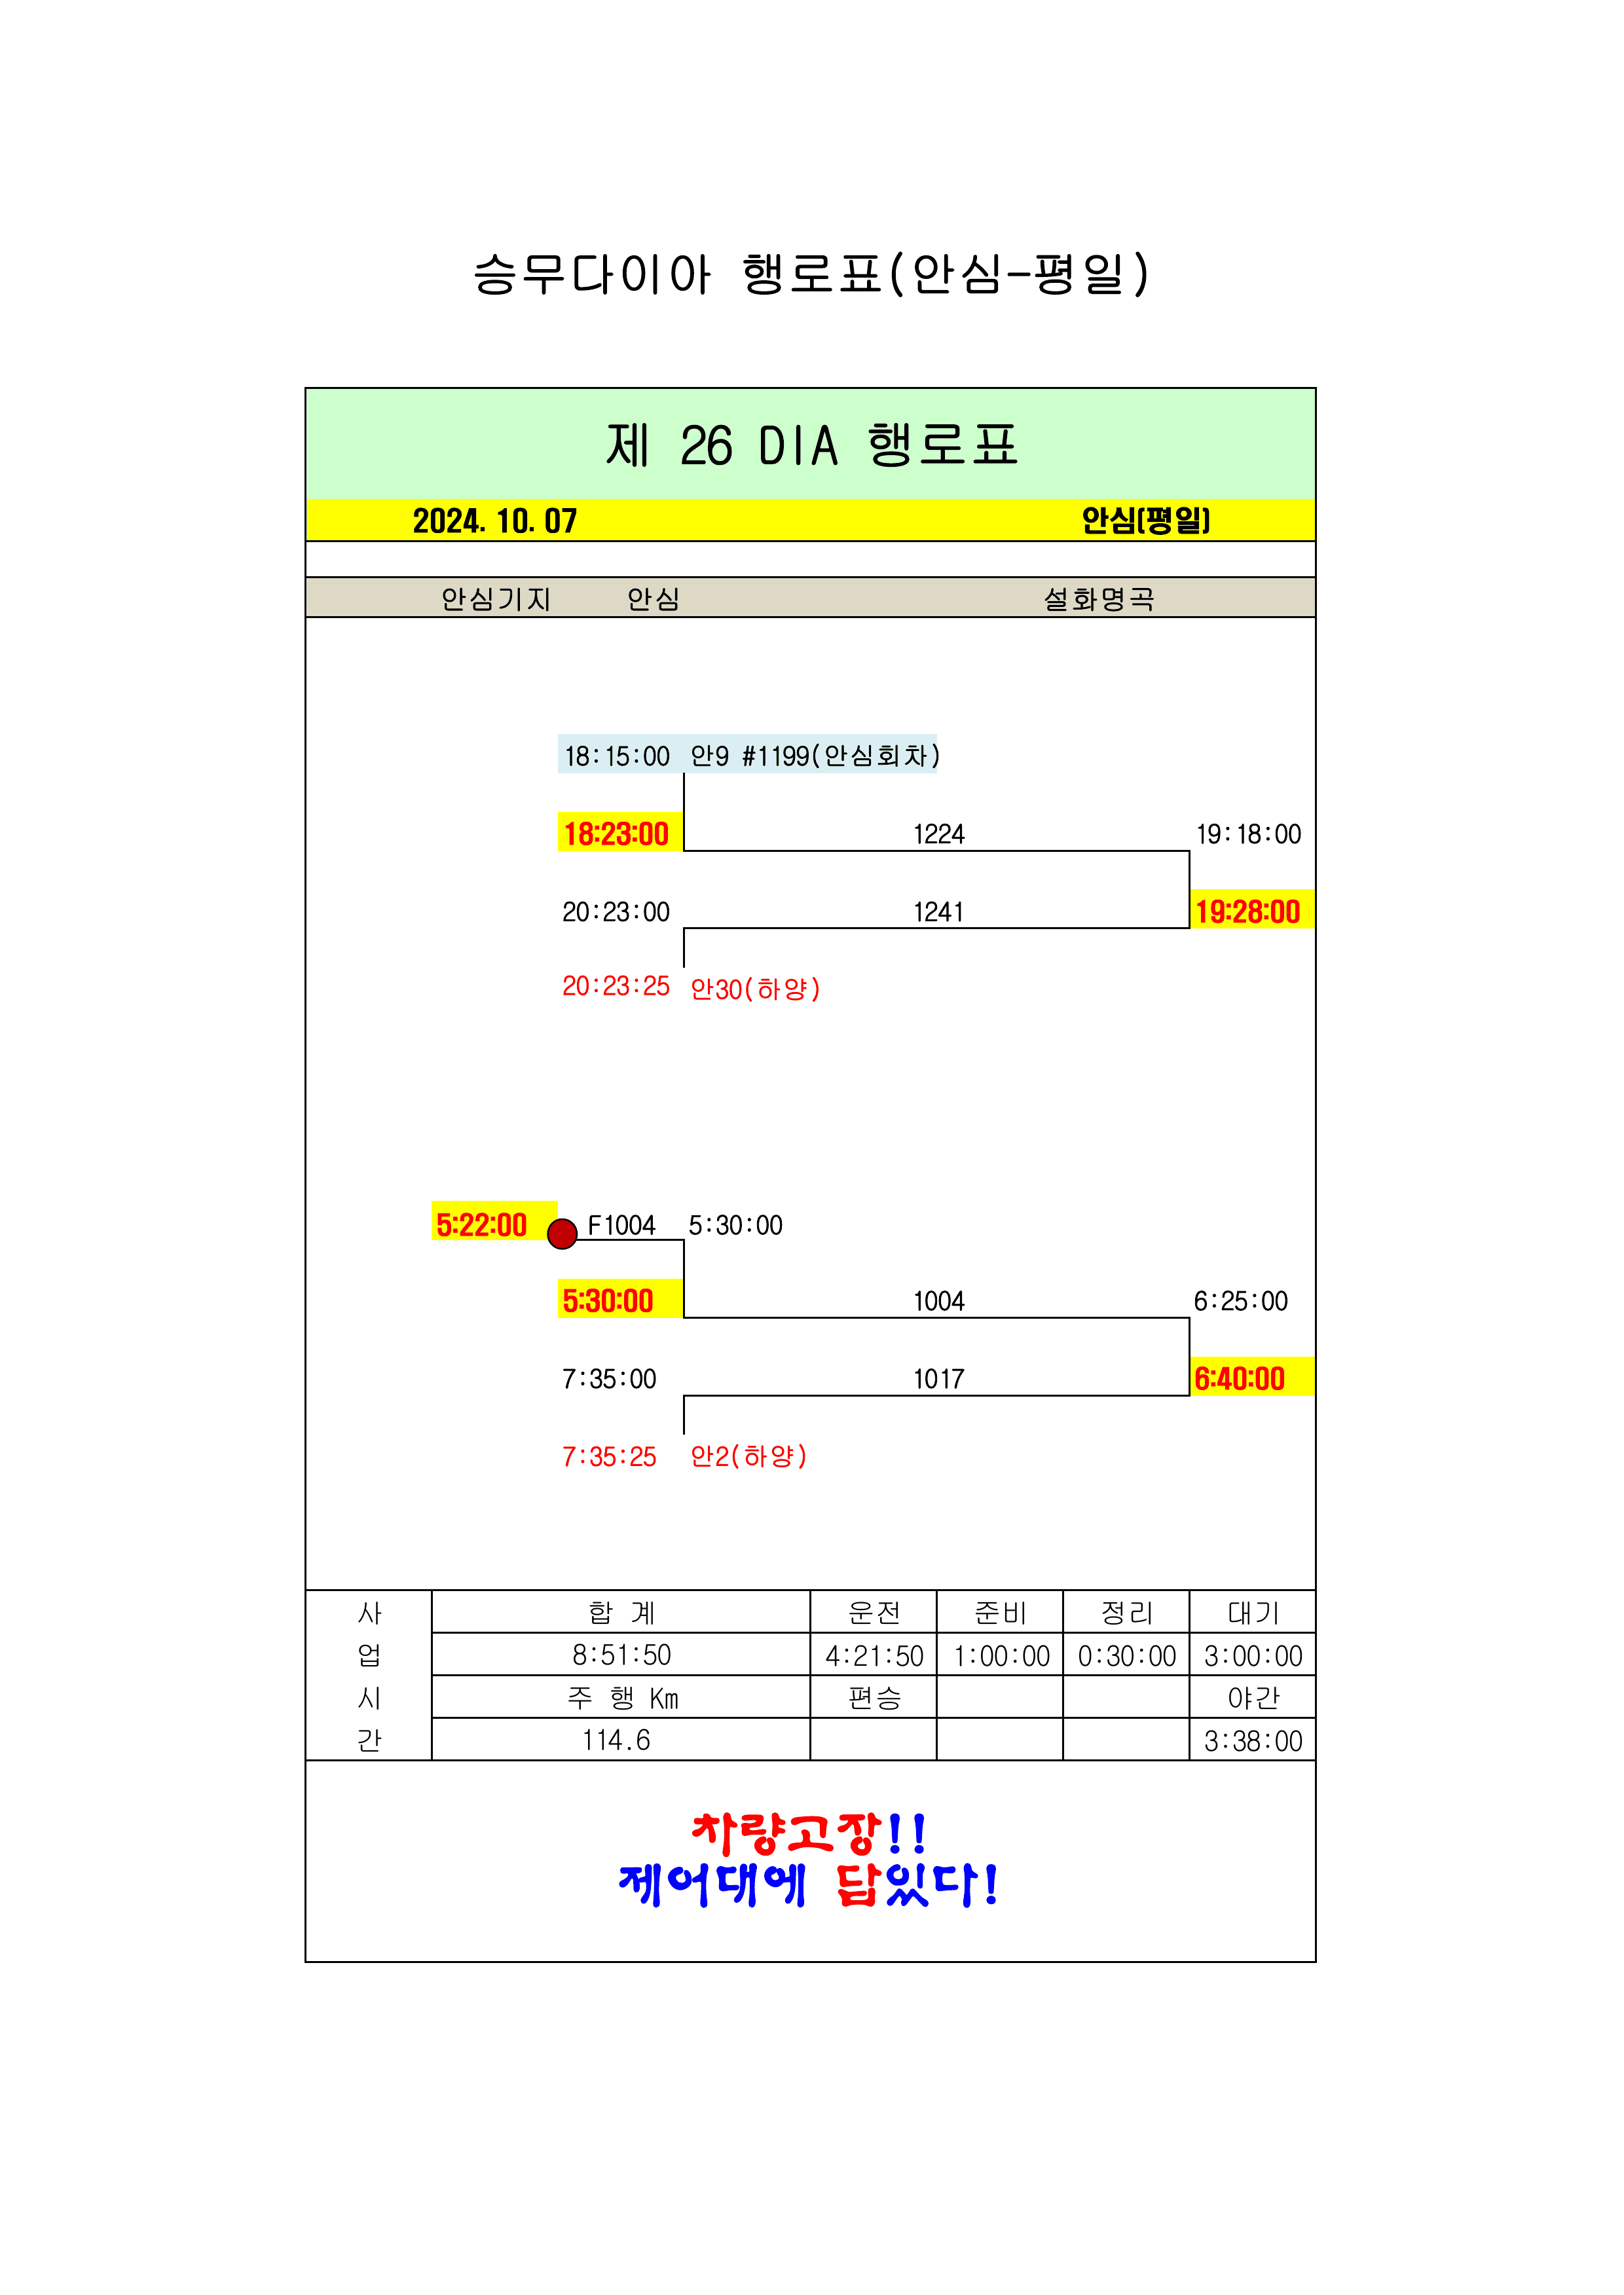 승무다이아 행로표(안심-평일)
제 26 DIA 행로표
2024. 10. 07 안심(평일)
안심기지 안심 설화명곡
18:15:00 안9 #1199(안심회차)
18:23:00 1224 19:18:00
20:23:00 1241 19:28:00
20:23:25 안30(하양)
5:22:00 F1004 5:30:00
5:30:00 1004 6:25:00
7:35:00 1017 6:40:00
7:35:25 안2(하양)
사 합 계 운전 준비 정리 대기
업 8:51:50 4:21:50 1:00:00 0:30:00 3:00:00
시 주 행 Km 편승 야간
간 114.6 3:38:00
차량고장!!
제어대에 답있다!